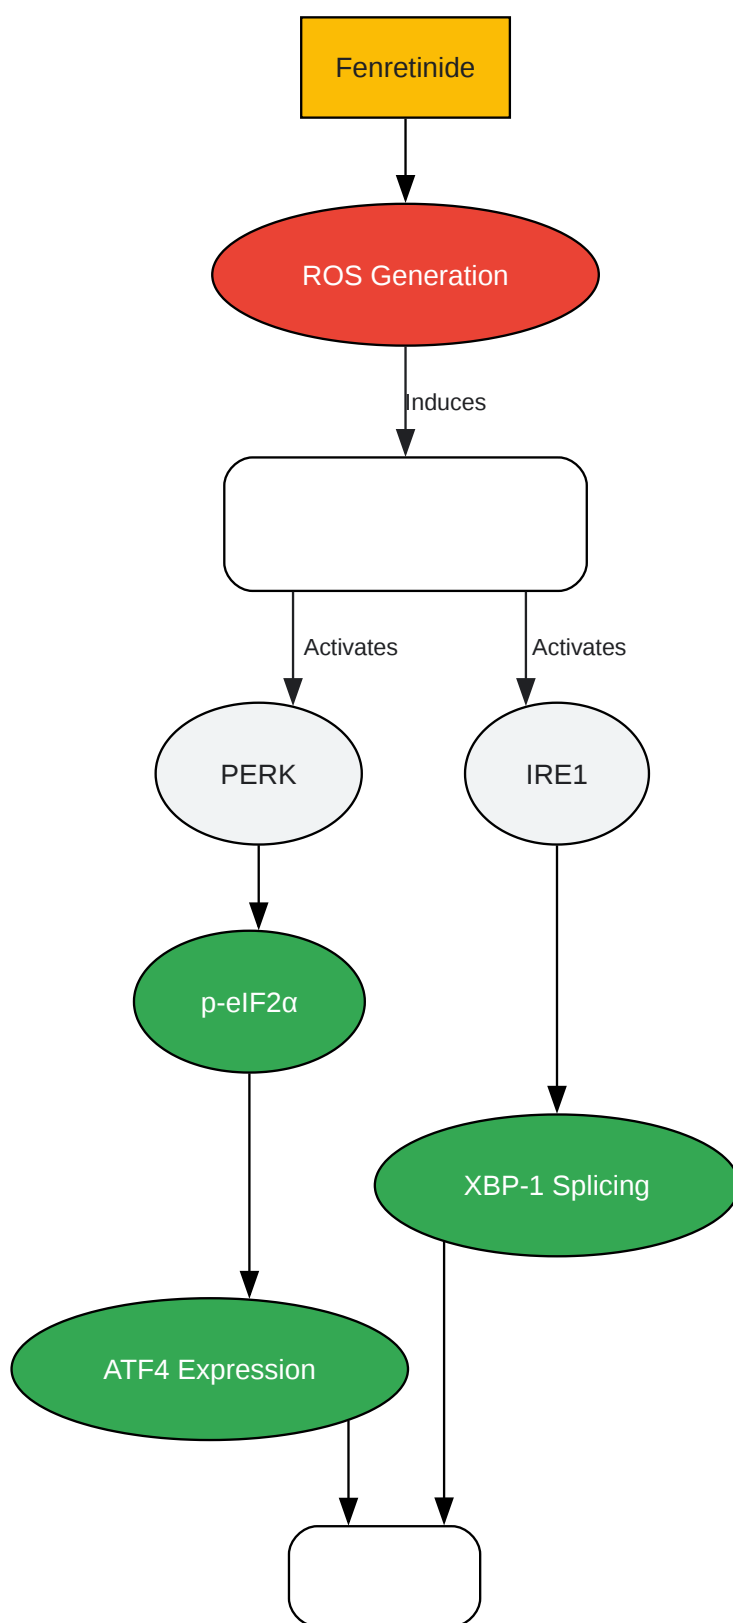 Fenretinide
ROS Generation
Induces
Activates
Activates
PERK
IRE1
p-eIF2α
XBP-1 Splicing
ATF4 Expression